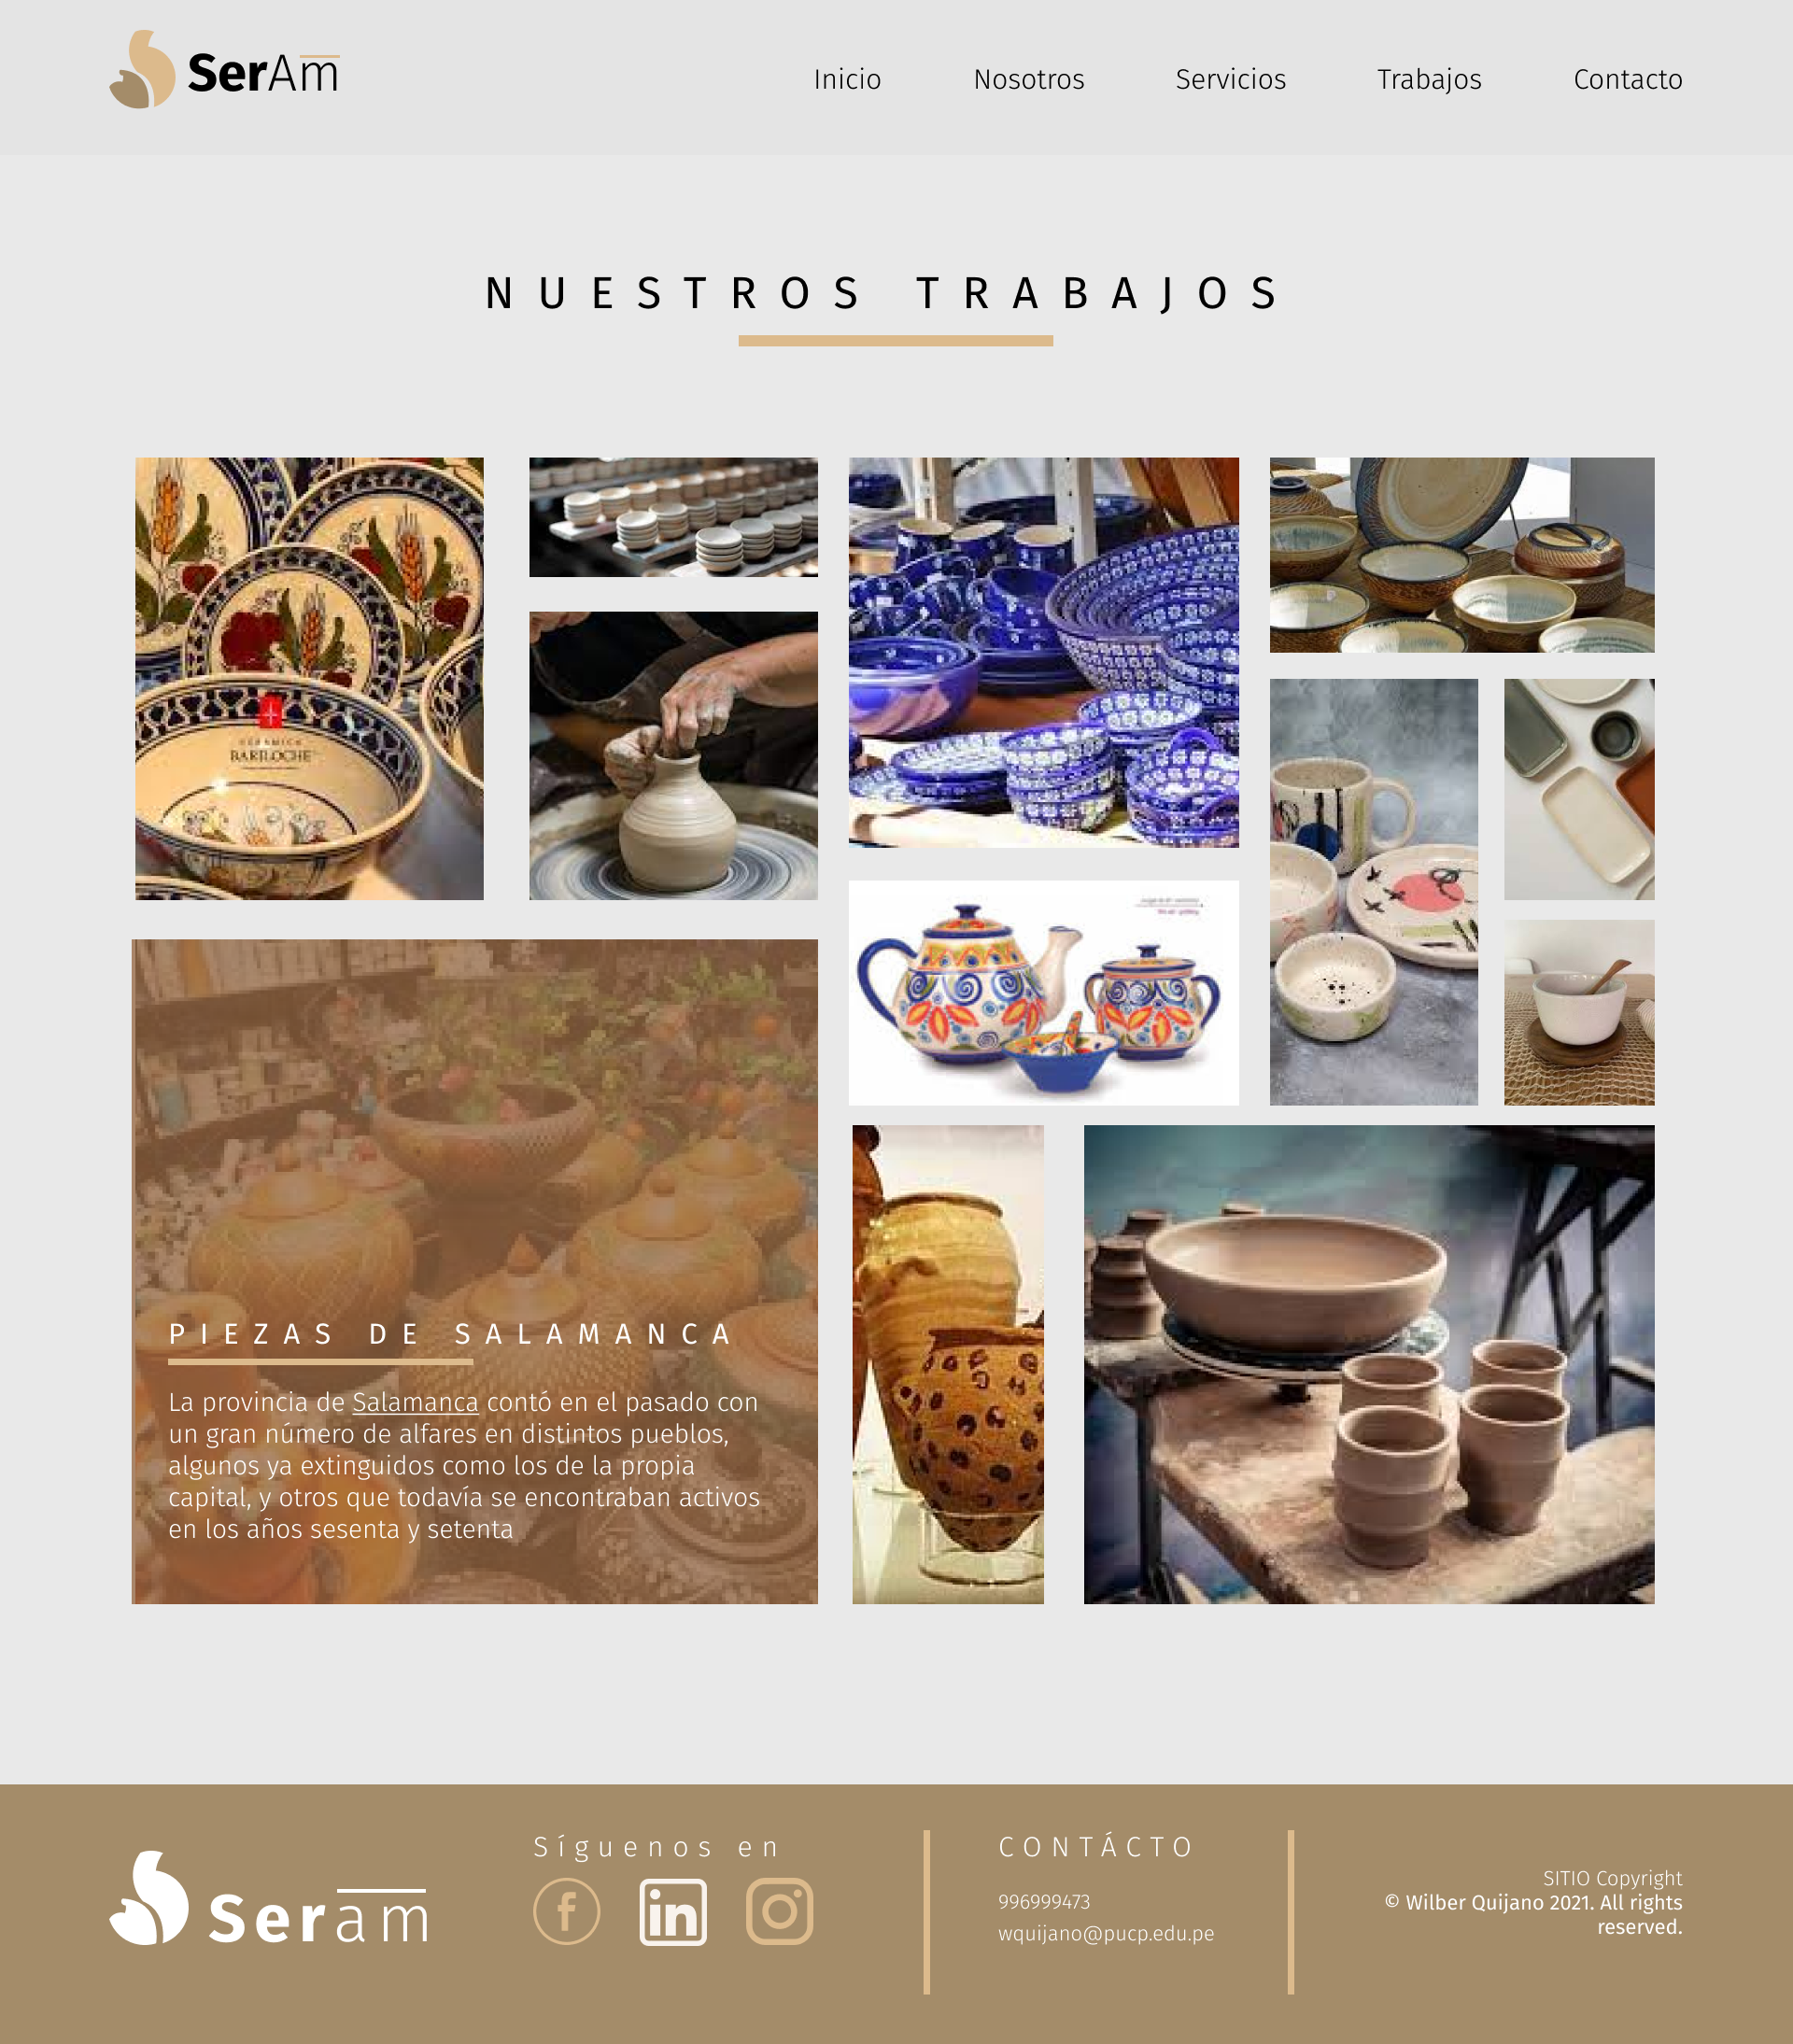 SerAm
Inicio
Nosotros
Servicios
Trabajos
Contacto
NUESTROS TRABAJOS
CERAMICA
BARILOCHE
PIEZAS DE SALAMANCA
La provincia de Salamanca contó en el pasado con
un gran número de alfares en distintos pueblos,
algunos ya extinguidos como los de la propia
capital, y otros que todavía se encontraban activos
en los años sesenta y setenta
Seram
Síguenos en
f
in
CONTÁCTO
996999473
wquijano@pucp.edu.pe
SITIO Copyright
© Wilber Quijano 2021. All rights
reserved.